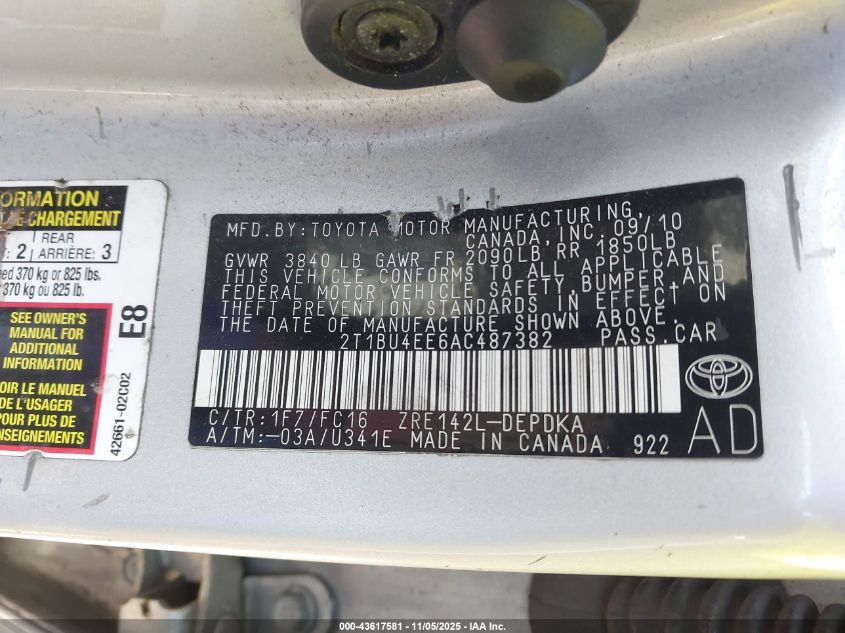 ORMATION
CHARGEMENT
REAR
2 ARRIÈRE: 3
ed 370 kg or 825 lbs.
370 kg ou 825 lb.
SEE OWNER'S
MANUAL FOR
ADDITIONAL
INFORMATION
VOIR LE MANUEL
DE L'USAGER
POUR PLUS DE
RENSEIGNEMENTS
E8
42661-02C02
MFD. BY: TOYOTA MOTOR MANUFACTURING,
CANADA, INC. 09/10
GVWR 3840 LB GAWR FR 2090LB RR 1850LB
THIS VEHICLE CONFORMS TO ALL APPLICABLE
FEDERAL MOTOR VEHICLE SAFETY, BUMPER, AND
THEFT PREVENTION STANDARDS IN EFFECT ON
THE DATE OF MANUFACTURE SHOWN ABOVE.
2T1BU4EE6AC487382 PASS.CAR
C/TR:1F7/FC16 ZRE142L-DEPDKA
A/TM:-03A/U341E MADE IN CANADA 922
AD
000-43617581 - 11/05/2025 - IAA Inc.